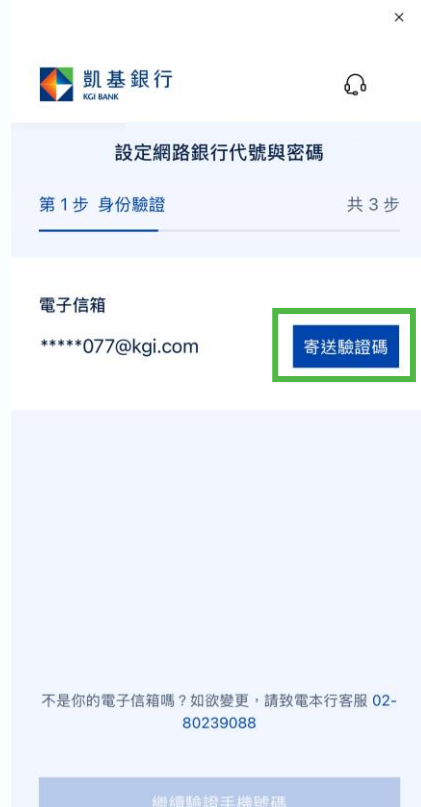 ×
凱基銀行
KGI BANK
設定網路銀行代號與密碼
第1步 身份驗證
共3步
電子信箱
*****077@kgi.com
寄送驗證碼
不是你的電子信箱嗎？如欲變更，請致電本行客服 02-
80239088
繼續驗證手機號碼